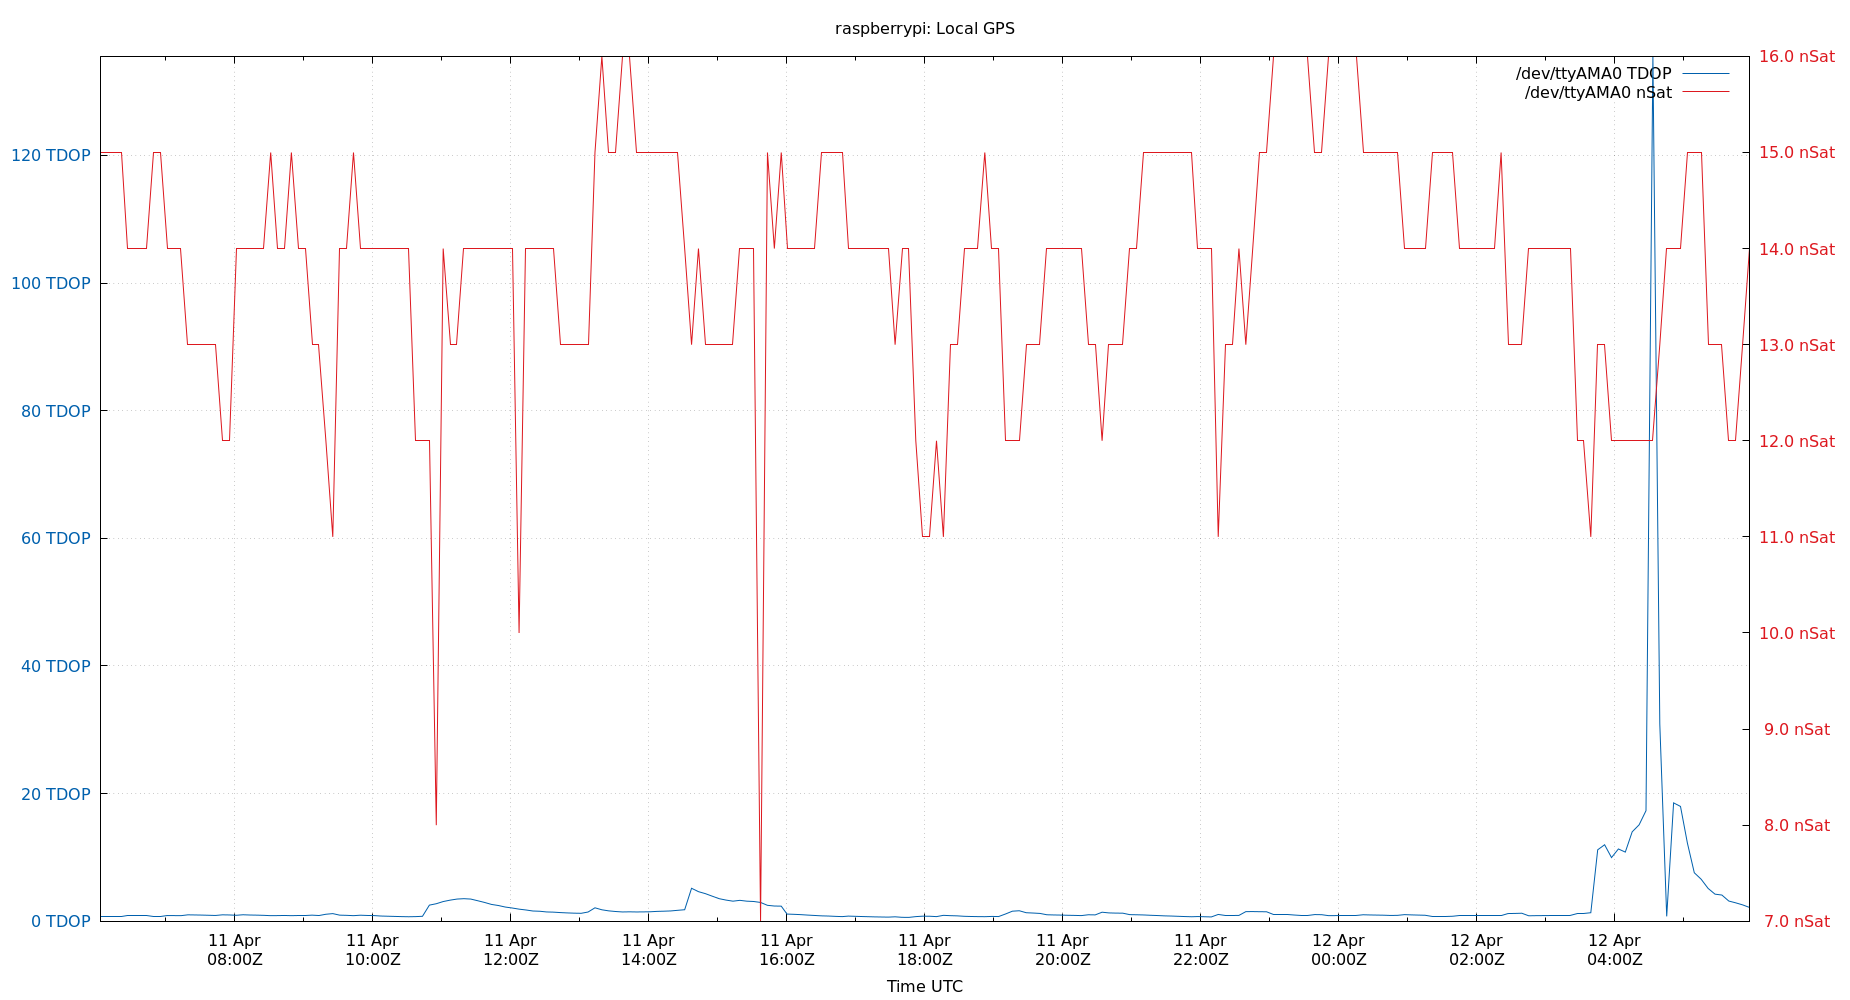 raspberrypi: Local GPS
/dev/ttyAMA0 TDOP
/dev/ttyAMA0 nSat
120 TDOP
100 TDOP
80 TDOP
60 TDOP
40 TDOP
20 TDOP
0 TDOP
16.0 nSat
15.0 nSat
14.0 nSat
13.0 nSat
12.0 nSat
11.0 nSat
10.0 nSat
9.0 nSat
8.0 nSat
7.0 nSat
11 Apr
08:00Z
11 Apr
10:00Z
11 Apr
12:00Z
11 Apr
14:00Z
11 Apr
16:00Z
11 Apr
18:00Z
11 Apr
20:00Z
11 Apr
22:00Z
12 Apr
00:00Z
12 Apr
02:00Z
12 Apr
04:00Z
Time UTC